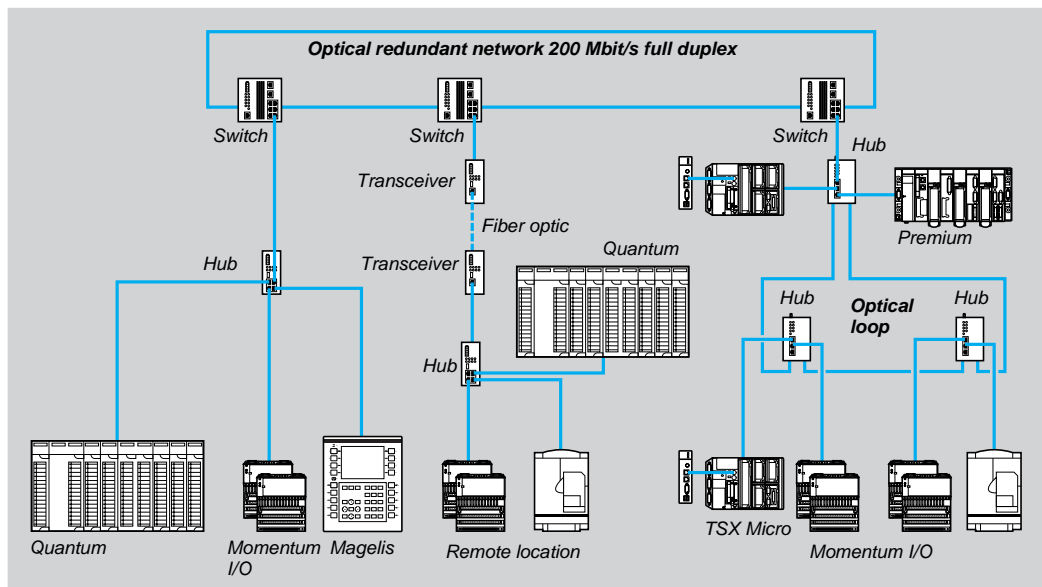 Optical redundant network 200 Mbit/s full duplex
Switch
Switch
Switch
Hub
Transceiver
Fiber optic
Premium
Hub
Transceiver
Quantum
Hub
Optical
loop
Hub
Hub
Quantum
Momentum
I/O
Magelis
Remote location
TSX Micro
Momentum I/O